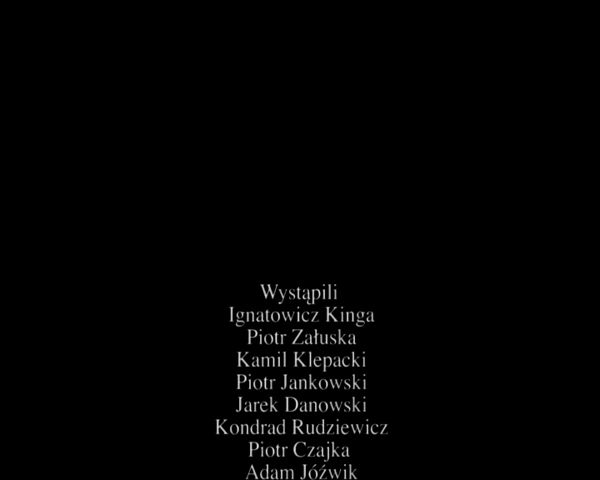 Wystąpili
Ignatowicz Kinga
Piotr Załuska
Kamil Klepacki
Piotr Jankowski
Jarek Danowski
Kondrad Rudziewicz
Piotr Czajka
Adam Jóźwik